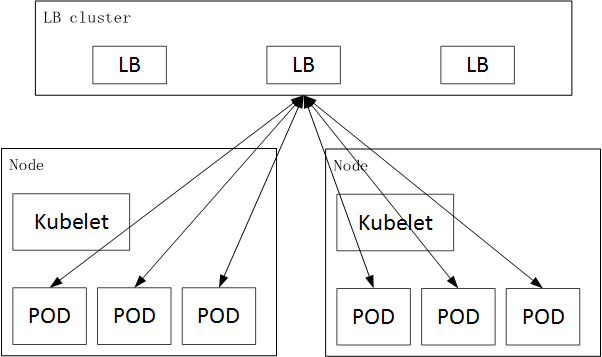 LB cluster
LB LB LB
Node Node
Kubelet Kubelet
POD POD POD POD POD POD